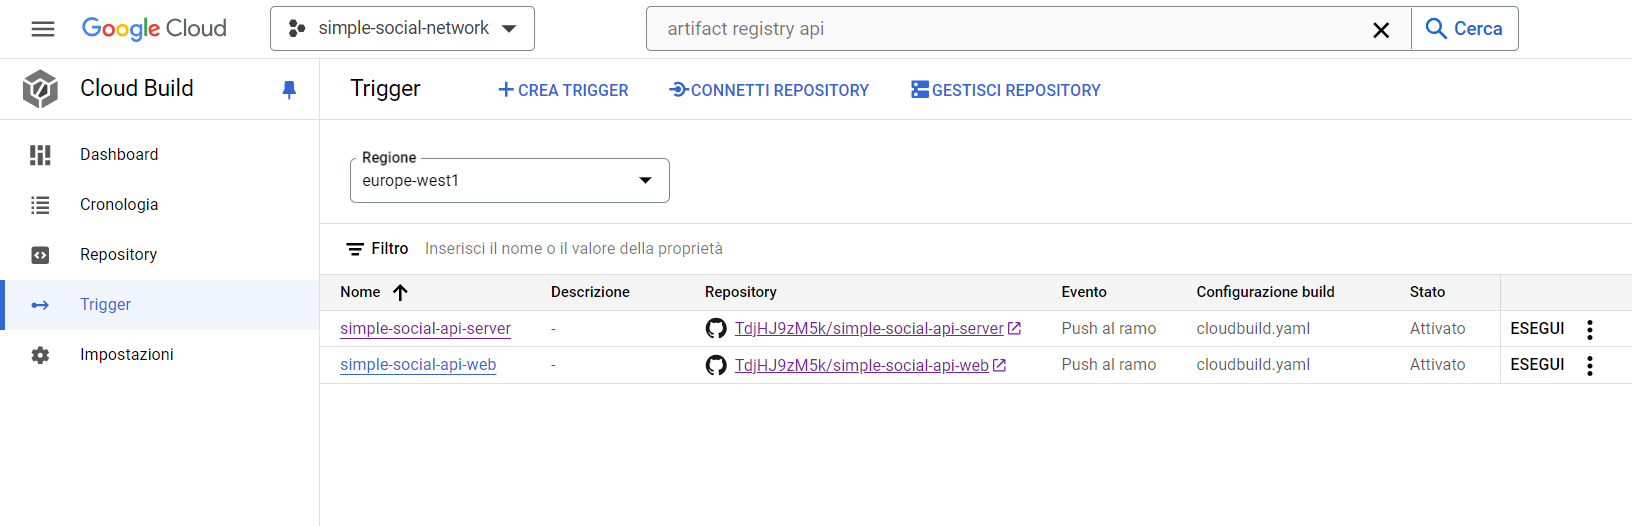 Google Cloud
simple-social-network
artifact registry api
Cerca
Cloud Build
Trigger
CREA TRIGGER
CONNETTI REPOSITORY
GESTISCI REPOSITORY
Dashboard
Cronologia
Repository
Trigger
Impostazioni
Regione
europe-west1
Filtro Inserisci il nome o il valore della proprietà
Nome Descrizione Repository Evento Configurazione build Stato
simple-social-api-server - TdjHJ9zM5k/simple-social-api-server Push al ramo cloudbuild.yaml Attivato ESEGUI
simple-social-api-web - TdjHJ9zM5k/simple-social-api-web Push al ramo cloudbuild.yaml Attivato ESEGUI